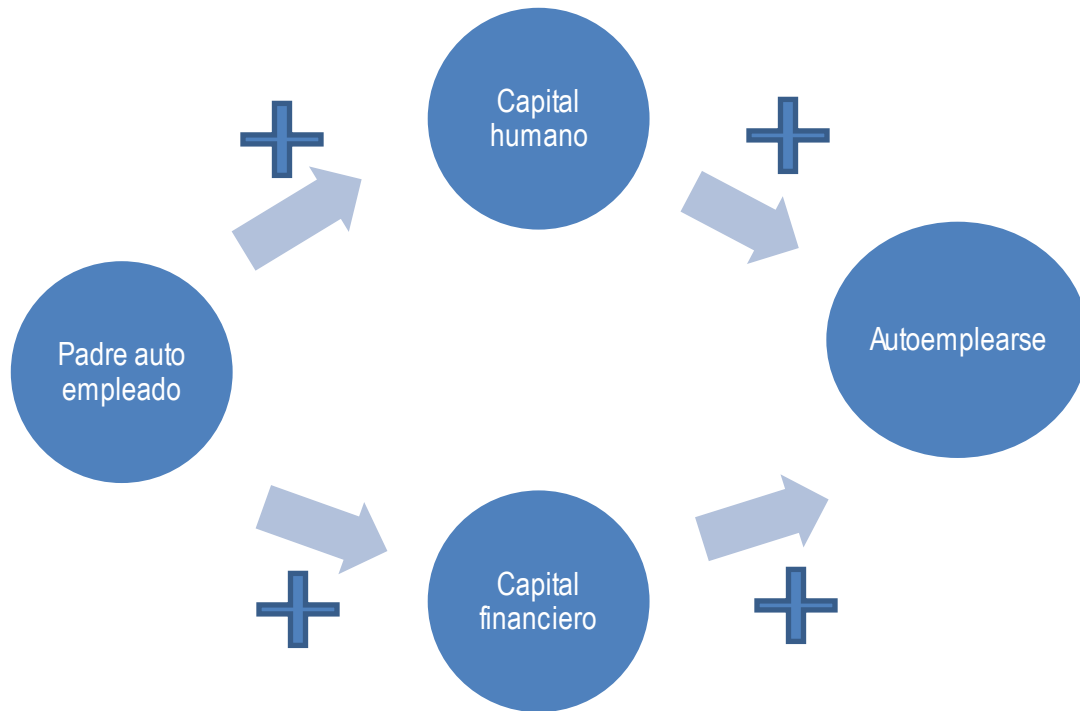 Capital
humano
Padre auto
empleado
Autoemplearse
Capital
financiero